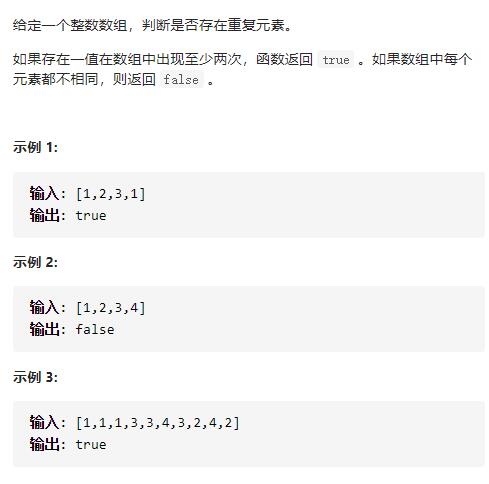 给定一个整数数组，判断是否存在重复元素。
如果存在一值在数组中出现至少两次，函数返回 true 。如果数组中每个
元素都不相同，则返回 false 。
示例 1:
输入: [1,2,3,1]
输出: true
示例 2:
输入: [1,2,3,4]
输出: false
示例 3:
输入: [1,1,1,3,3,4,3,2,4,2]
输出: true